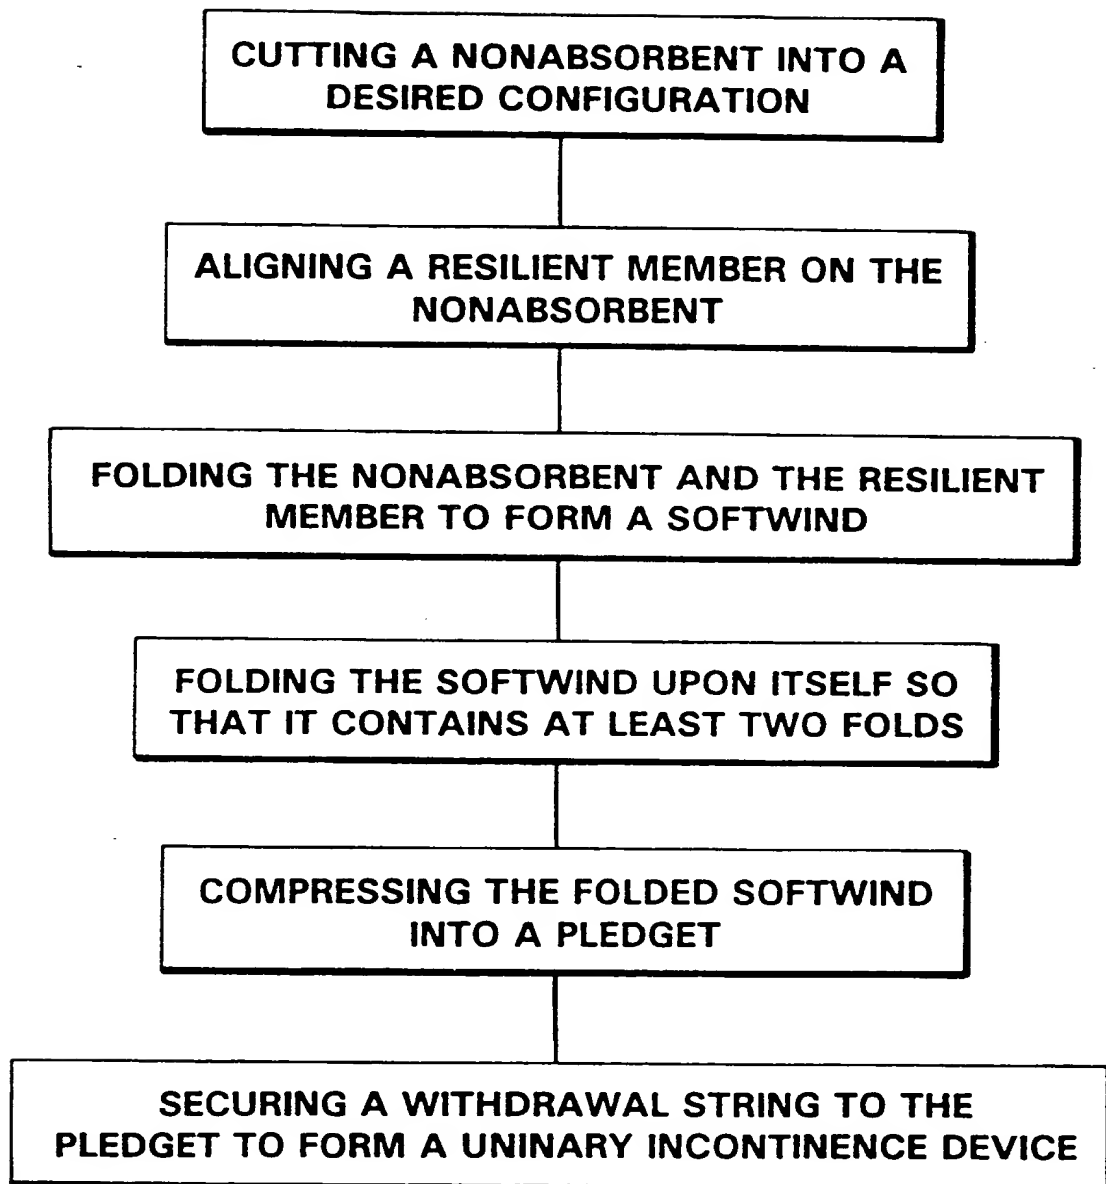 CUTTING A NONABSORBENT INTO A
DESIRED CONFIGURATION
ALIGNING A RESILIENT MEMBER ON THE
NONABSORBENT
FOLDING THE NONABSORBENT AND THE RESILIENT
MEMBER TO FORM A SOFTWIND
FOLDING THE SOFTWIND UPON ITSELF SO
THAT IT CONTAINS AT LEAST TWO FOLDS
COMPRESSING THE FOLDED SOFTWIND
INTO A PLEDGET
SECURING A WITHDRAWAL STRING TO THE
PLEDGET TO FORM A UNINARY INCONTINENCE DEVICE